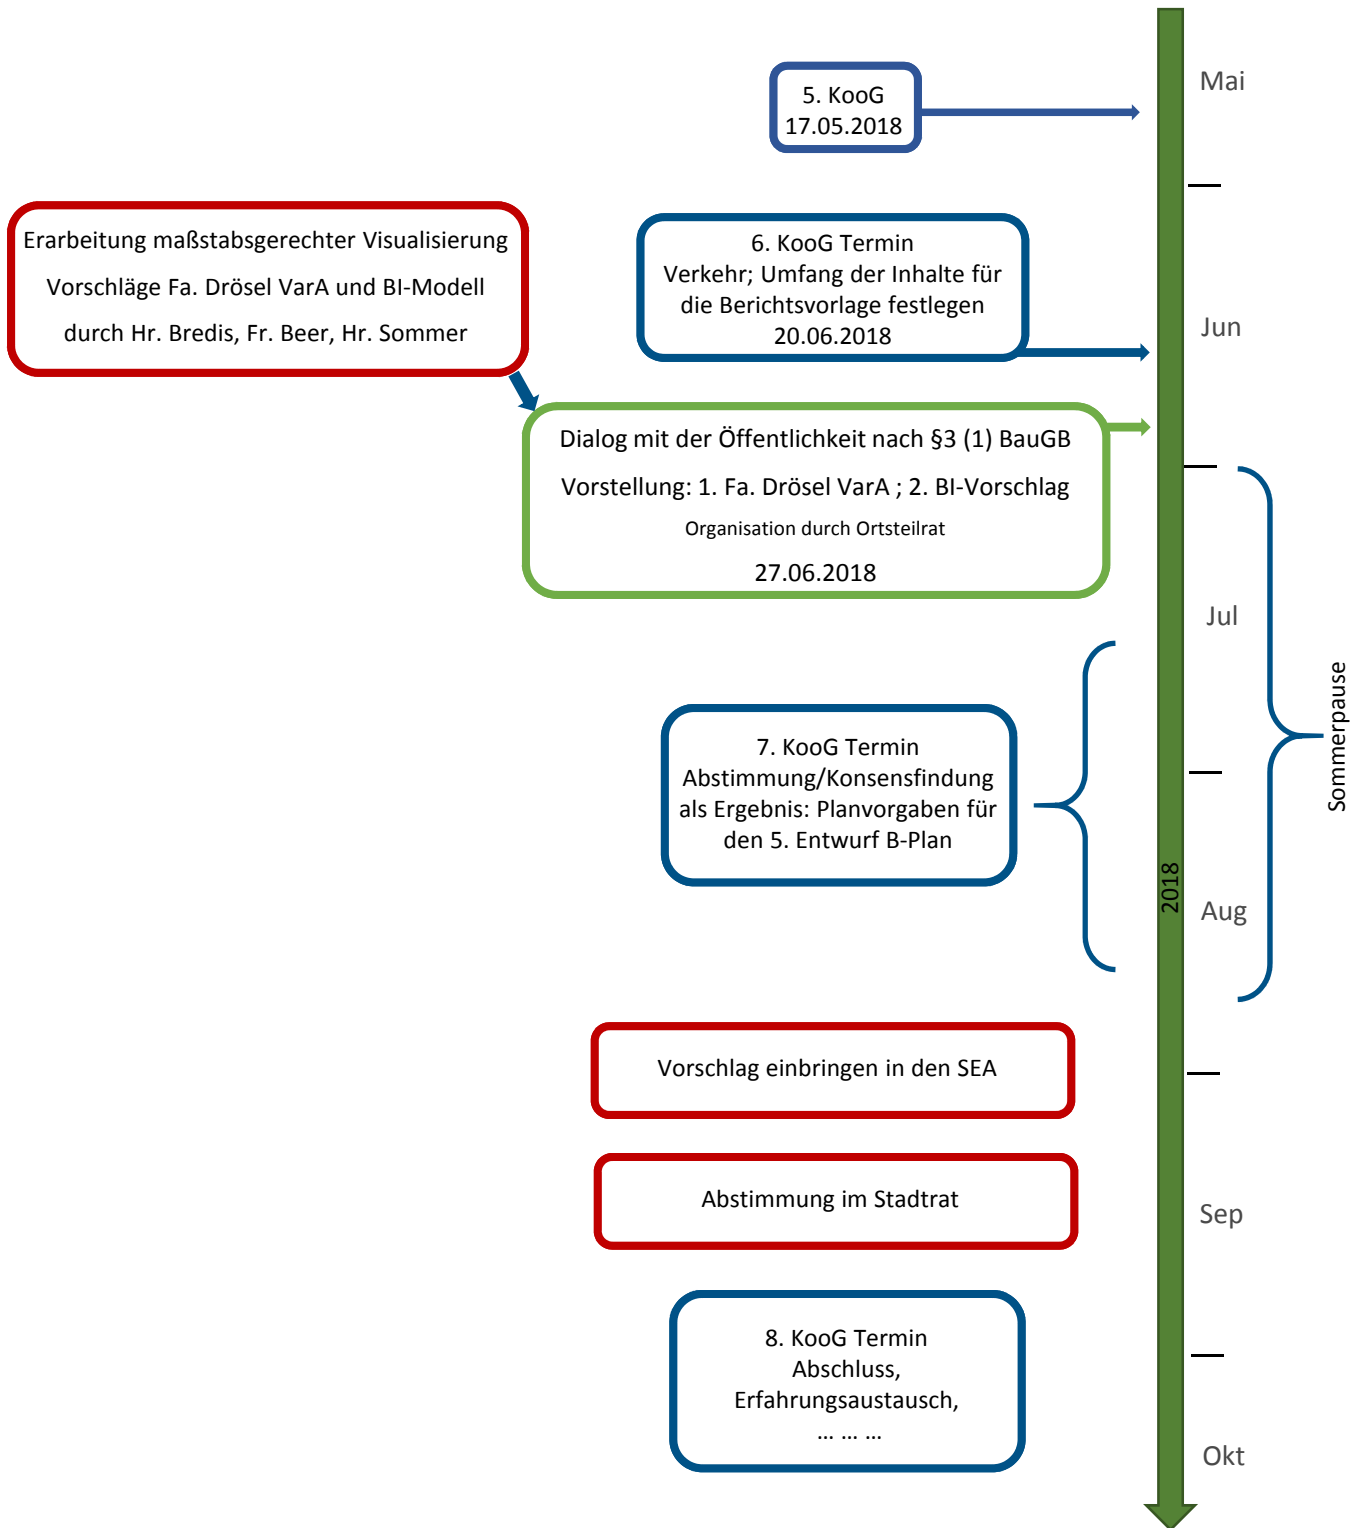 Mai
5. KooG
17.05.2018
Erarbeitung maßstabsgerechter Visualisierung
Vorschläge Fa. Drösel VarA und BI-Modell
durch Hr. Bredis, Fr. Beer, Hr. Sommer
6. KooG Termin
Verkehr; Umfang der Inhalte für
die Berichtsvorlage festlegen
20.06.2018
Jun
Dialog mit der Öffentlichkeit nach §3 (1) BauGB
Vorstellung: 1. Fa. Drösel VarA ; 2. BI-Vorschlag
Organisation durch Ortsteilrat
27.06.2018
Jul
Sommerpause
7. KooG Termin
Abstimmung/Konsensfindung
als Ergebnis: Planvorgaben für
den 5. Entwurf B-Plan
2018
Aug
Vorschlag einbringen in den SEA
Abstimmung im Stadtrat
Sep
8. KooG Termin
Abschluss,
Erfahrungsaustausch,
... ... ...
Okt